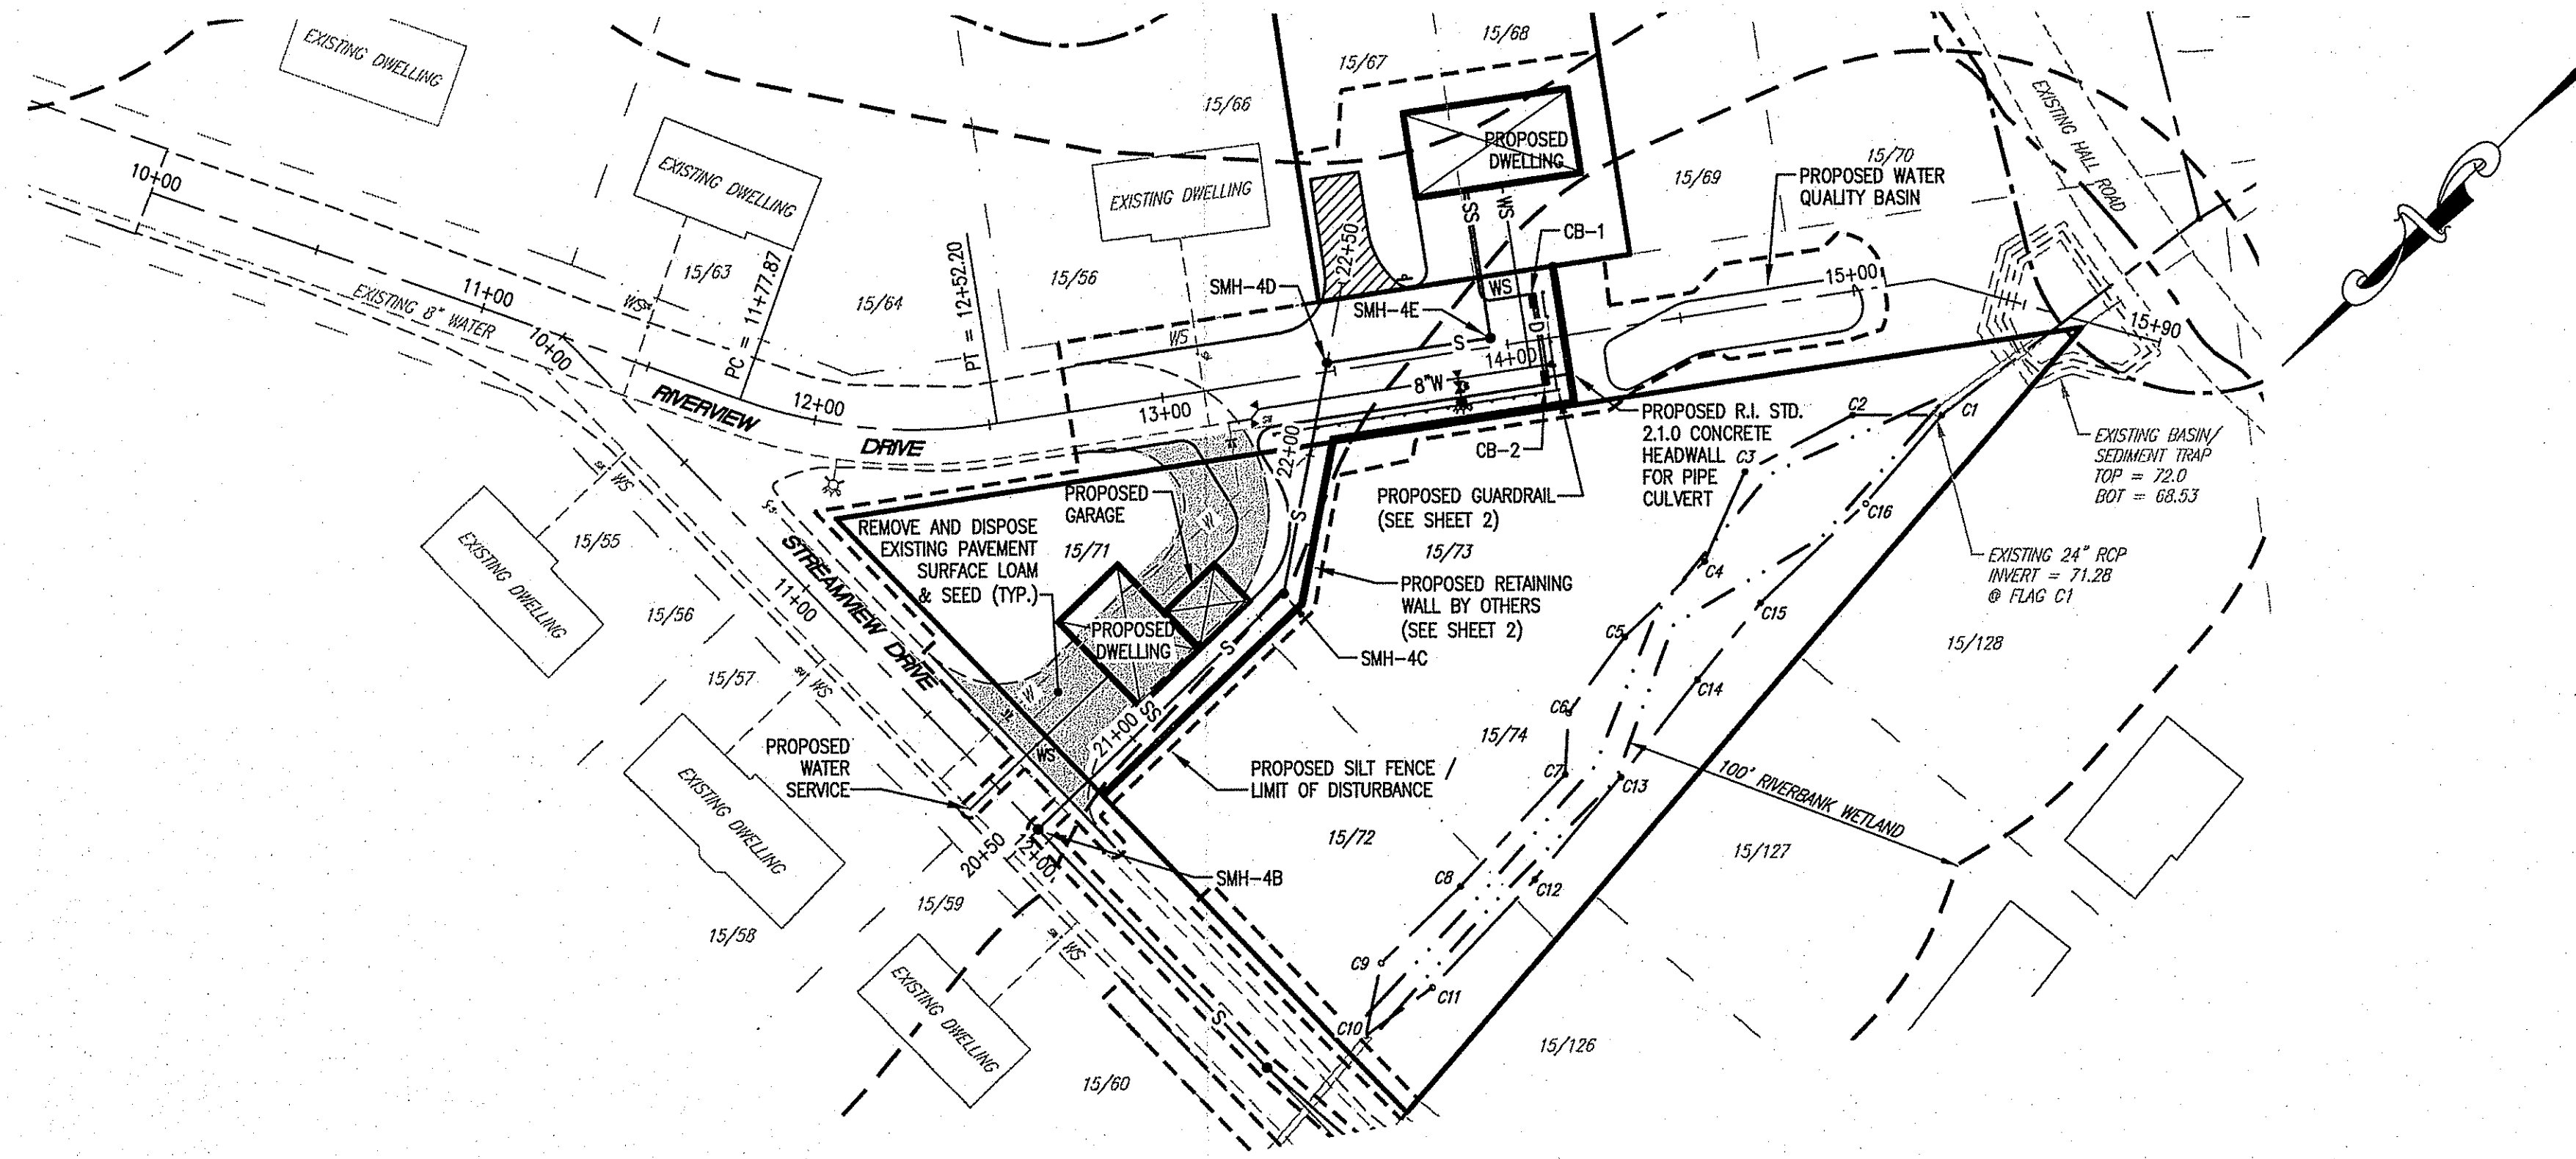 EXISTING DWELLING
15/68
15/67
15/66
EXISTING HALL ROAD
PROPOSED
DWELLING
15/70
15/69
PROPOSED WATER
QUALITY BASIN
EXISTING DWELLING
EXISTING DWELLING
10+00
SS
WS
CB-1
22+50
15/63
PC = 11+77.87
PT = 12+52.20
15/56
15/64
SMH-4D
SMH-4E
WS
15+00
D
11+00
EXISTING 8" WATER
WS
10+00
WS
S
14+00
15+90
8"W
RIVERVIEW
DRIVE
12+00
13+00
22+00
CB-2
PROPOSED R.I. STD.
2.1.0 CONCRETE
HEADWALL
FOR PIPE
CULVERT
C2
C1
C3
EXISTING BASIN/
SEDIMENT TRAP
TOP = 72.0
BOT = 68.53
WS
PROPOSED
GARAGE
PROPOSED GUARDRAIL
(SEE SHEET 2)
C16
REMOVE AND DISPOSE
EXISTING PAVEMENT
SURFACE LOAM
& SEED (TYP.)
15/71
W
S
15/73
EXISTING 24" RCP
INVERT = 71.28
@ FLAG C1
15/55
EXISTING DWELLING
STREAMVIEW DRIVE
11+00
C4
PROPOSED RETAINING
WALL BY OTHERS
(SEE SHEET 2)
C15
15/56
PROPOSED
DWELLING
S
C5
15/128
SMH-4C
15/57
WS
W
C14
SS
21+00
C6
15/74
WS
PROPOSED
WATER
SERVICE
PROPOSED SILT FENCE /
LIMIT OF DISTURBANCE
C7
C13
100' RIVERBANK WETLAND
EXISTING DWELLING
20+50
12+00
15/72
15/127
SMH-4B
C8
C12
15/59
15/58
WS
C9
EXISTING DWELLING
C11
S
C10
15/126
15/60